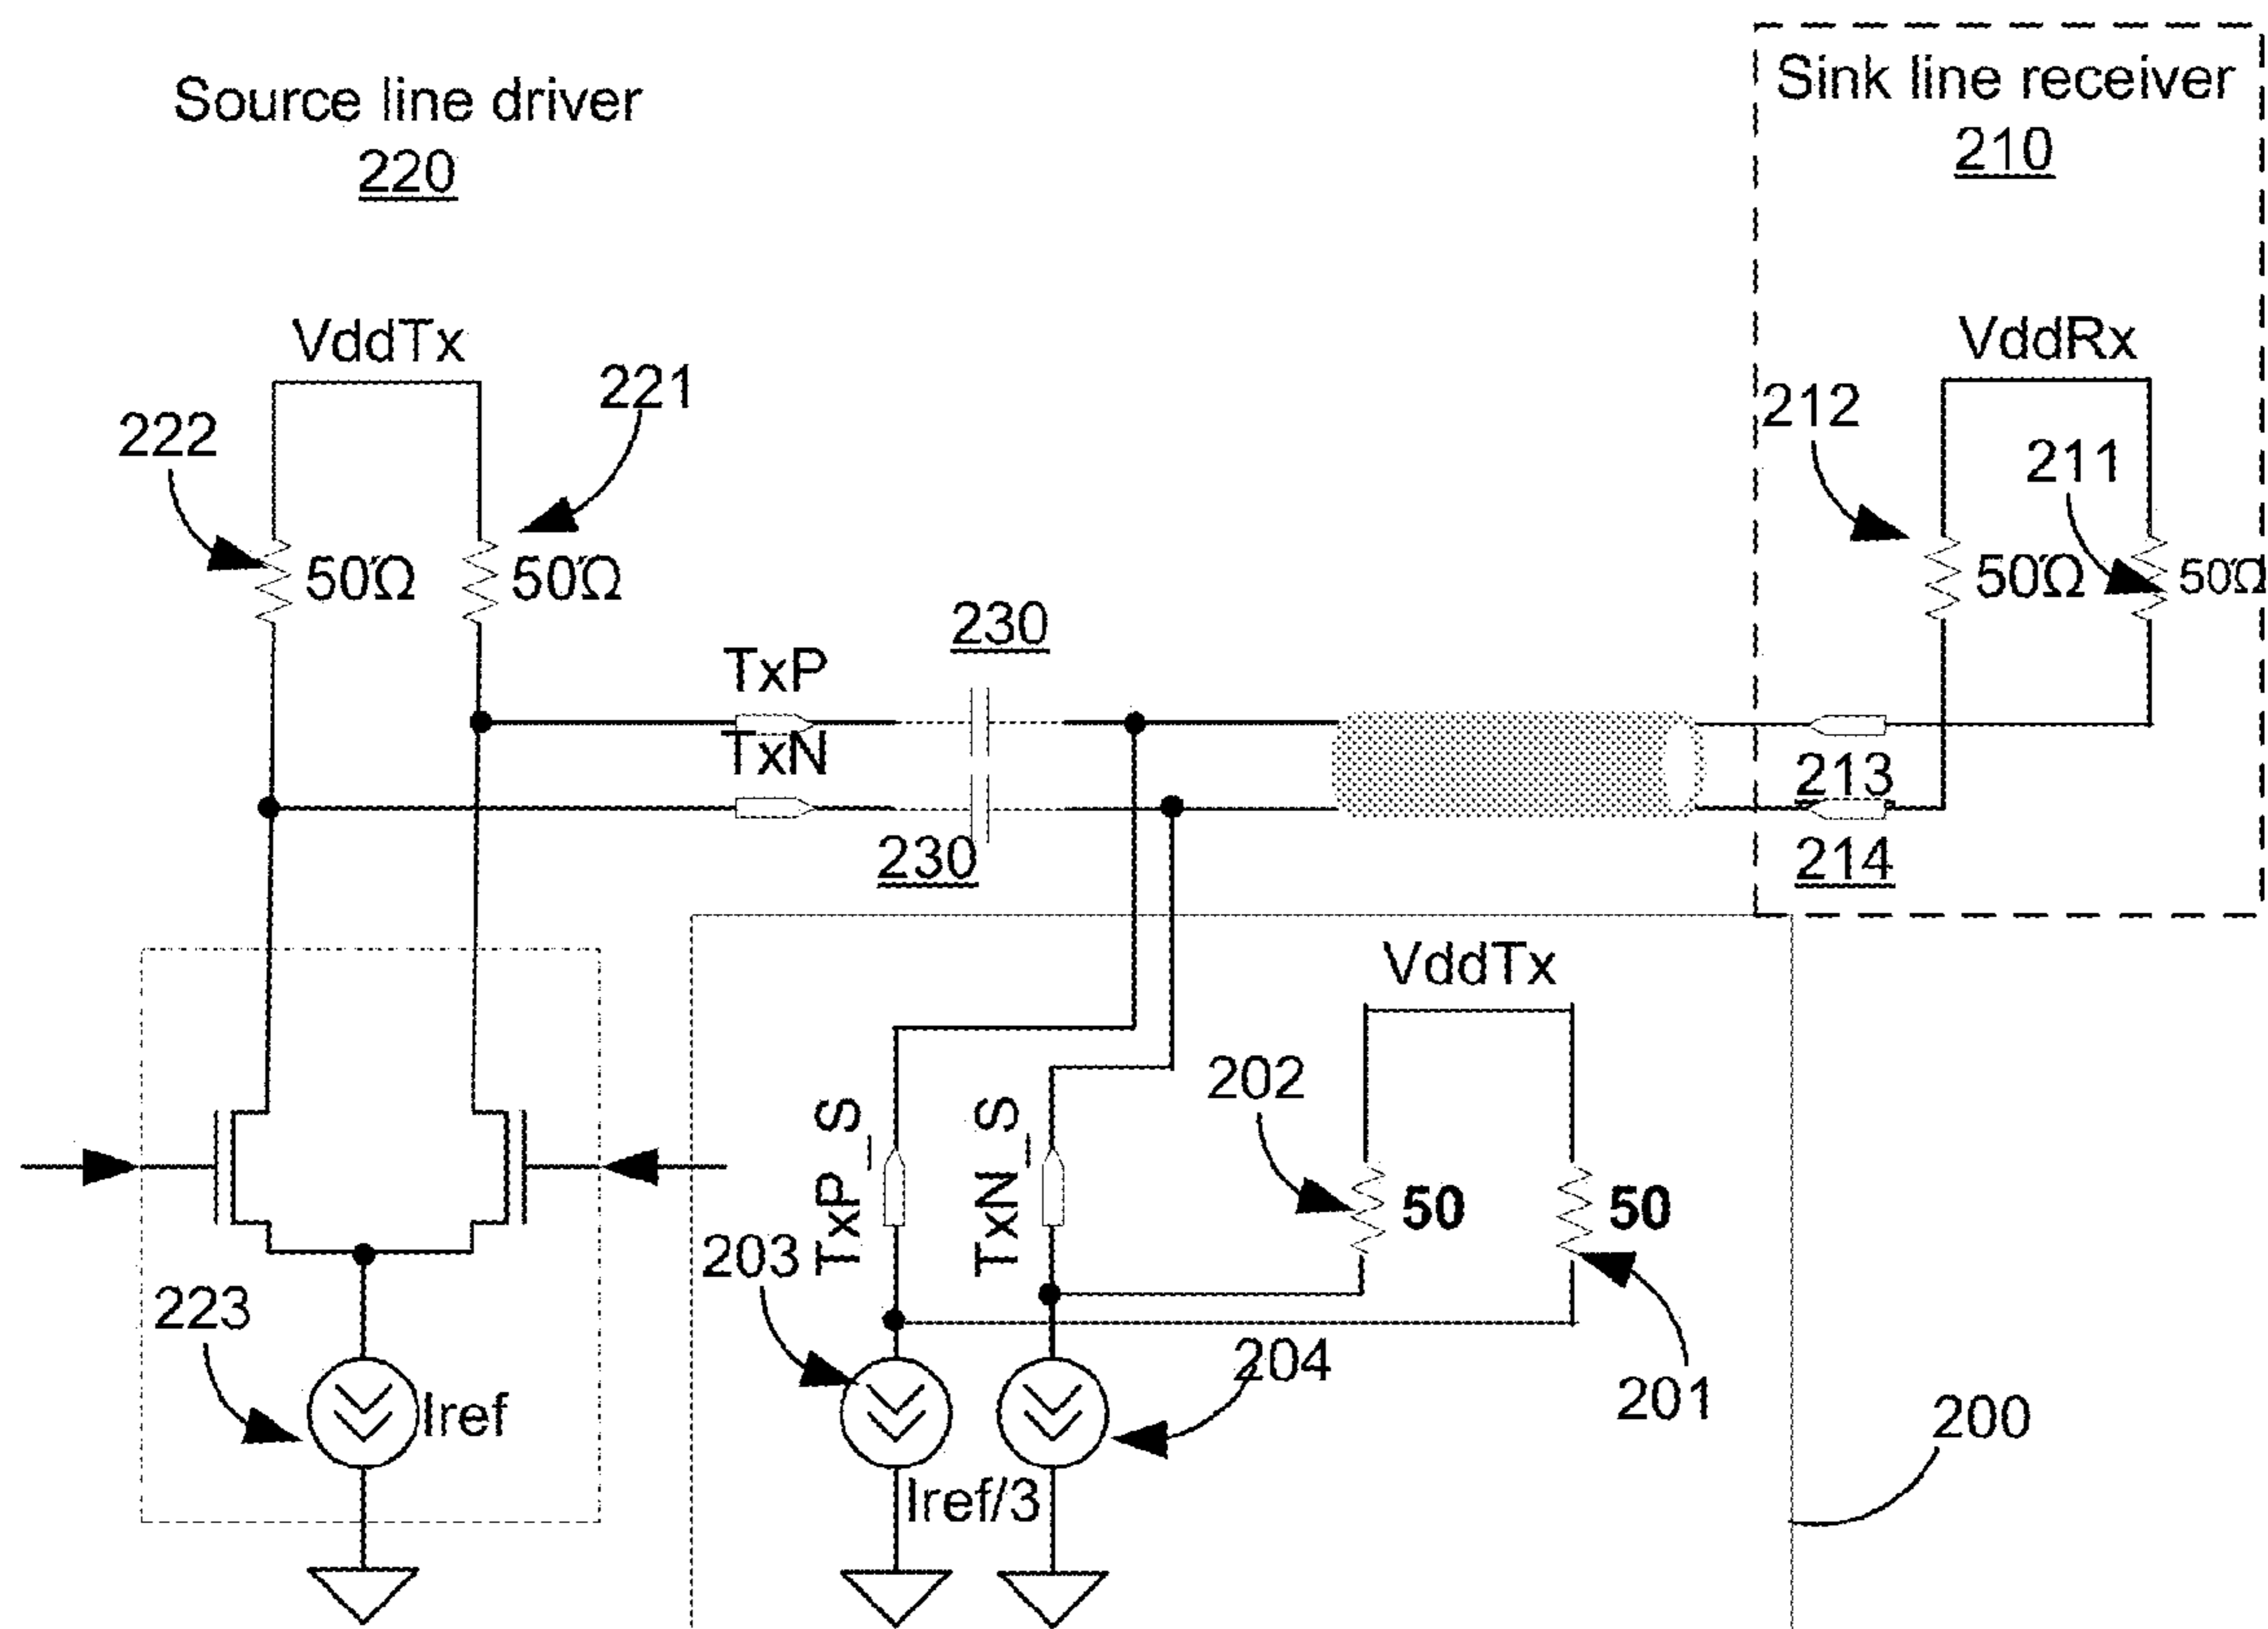 Source line driver
220
Sink line receiver
210
VddTx
VddRx
221
222
212
211
50Ω
50Ω
50Ω
50Ω
230
TxP
TxN
230
213
214
VddTx
202
TxP_S
TxN_S
50
50
203
223
204
201
Iref
Iref/3
200